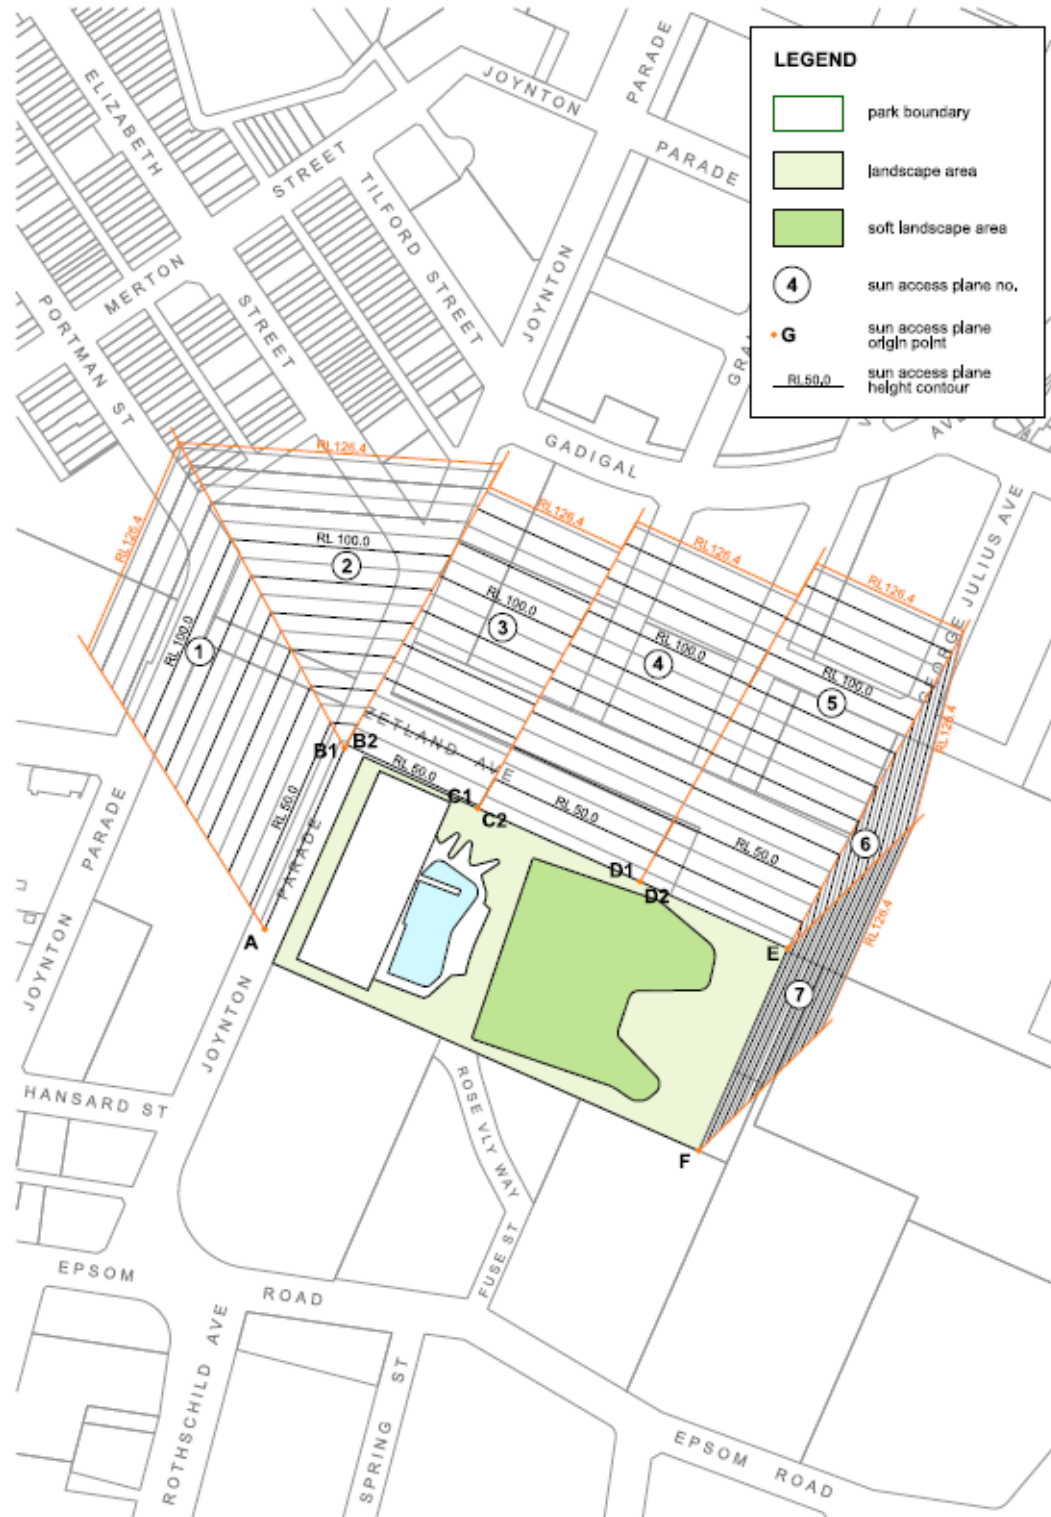 LEGEND
park boundary
landscape area
soft landscape area
4
sun access plane no.
G
sun access plane
origin point
RL50.0
sun access plane
height contour
JOYNTON
PARADE
PARADE
ELIZABETH
STREET
TILFORD STREET
MERTON
STREET
PORTMAN ST
JOYNTON
GADIGAL
AVE
GEORGE JULIUS AVE
RL126.4
RL126.4
RL126.4
RL126.4
RL126.4
RL126.4
RL126.4
RL 100.0
RL 100.0
RL 100.0
RL 100.0
RL 100.0
1
2
3
4
5
6
7
ZETLAND AVE
B1
B2
RL 50.0
RL 50.0
RL 50.0
RL 50.0
C1
C2
D1
D2
E
F
A
PARADE
JOYNTON
JOYNTON PARADE
HANSARD ST
ROSE VLY WAY
FUSE ST
EPSOM
ROAD
ROTHSCHILD AVE
SPRING ST
EPSOM ROAD